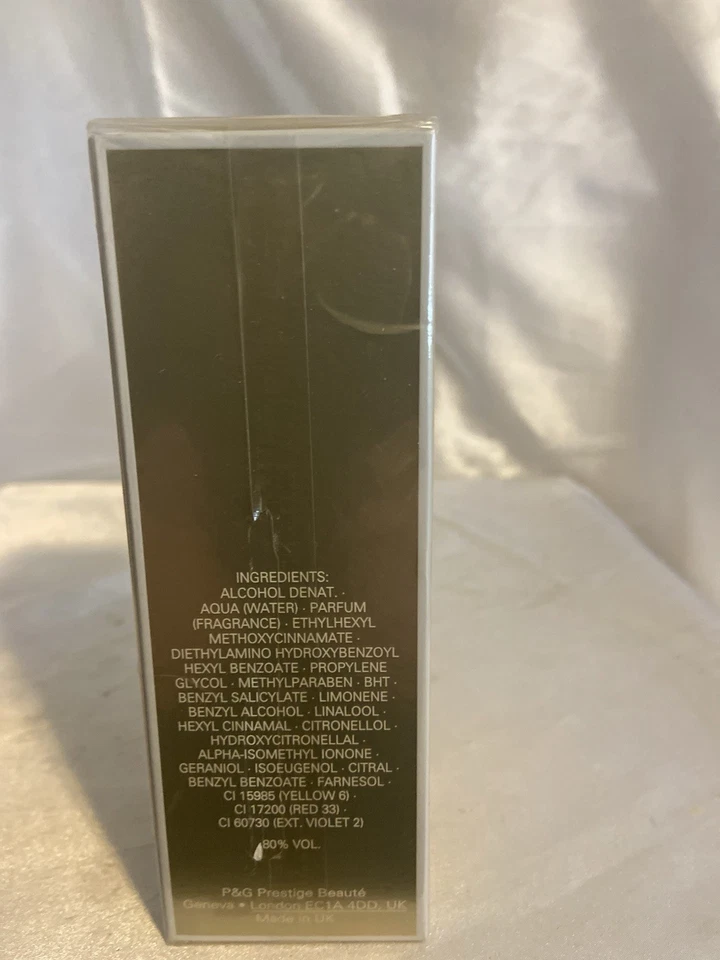 INGREDIENTS:
ALCOHOL DENAT. ·
AQUA (WATER) · PARFUM
(FRAGRANCE) · ETHYLHEXYL
METHOXYCINNAMATE ·
DIETHYLAMINO HYDROXYBENZOYL
HEXYL BENZOATE · PROPYLENE
GLYCOL · METHYLPARABEN · BHT ·
BENZYL SALICYLATE · LIMONENE ·
BENZYL ALCOHOL · LINALOOL ·
HEXYL CINNAMAL · CITRONELLOL ·
HYDROXYCITRONELLAL ·
ALPHA-ISOMETHYL IONONE ·
GERANIOL · ISOEUGENOL · CITRAL ·
BENZYL BENZOATE · FARNESOL ·
CI 15985 (YELLOW 6) ·
CI 17200 (RED 33) ·
CI 60730 (EXT. VIOLET 2)
80% VOL.
P&G Prestige Beauté
Geneva • London EC1A 4DD, UK
Made in UK